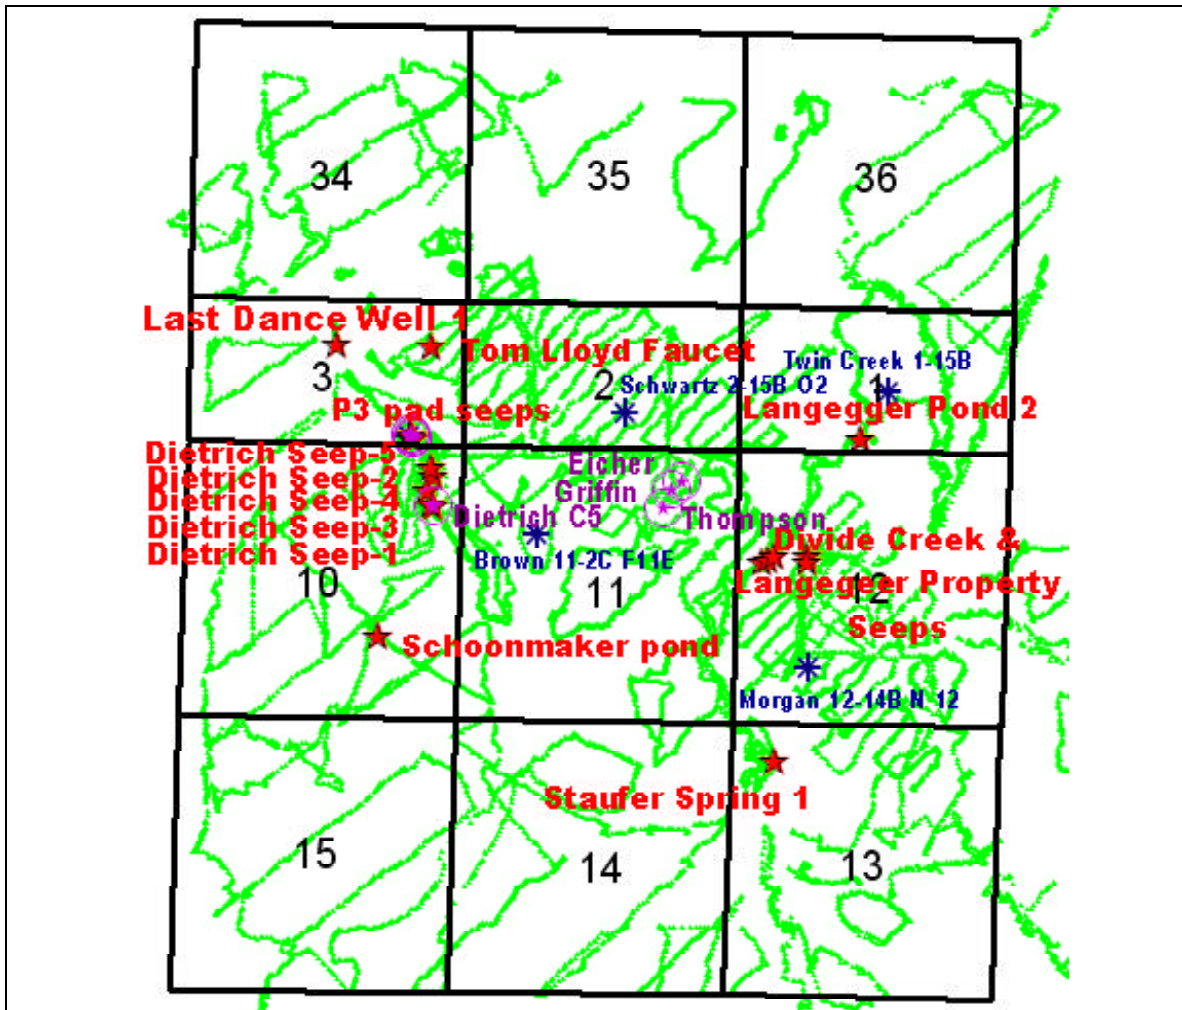 34
35
36
Last Dance Well 1
Tom Lloyd Faucet
Twin Creek 1-15B
3
2
Schwartz 2-15B O2
1
P3 pad seeps
Langegger Pond 2
Dietrich Seep-5
Dietrich Seep-2
Dietrich Seep-4
Dietrich Seep-3
Dietrich Seep-1
Eicher
Griffin
Dietrich C5
Thompson
Brown 11-2C F11E
Divide Creek &
Langegeer Property
Seeps
10
11
12
Schoonmaker pond
Morgan 12-14B N 12
Staufer Spring 1
15
14
13